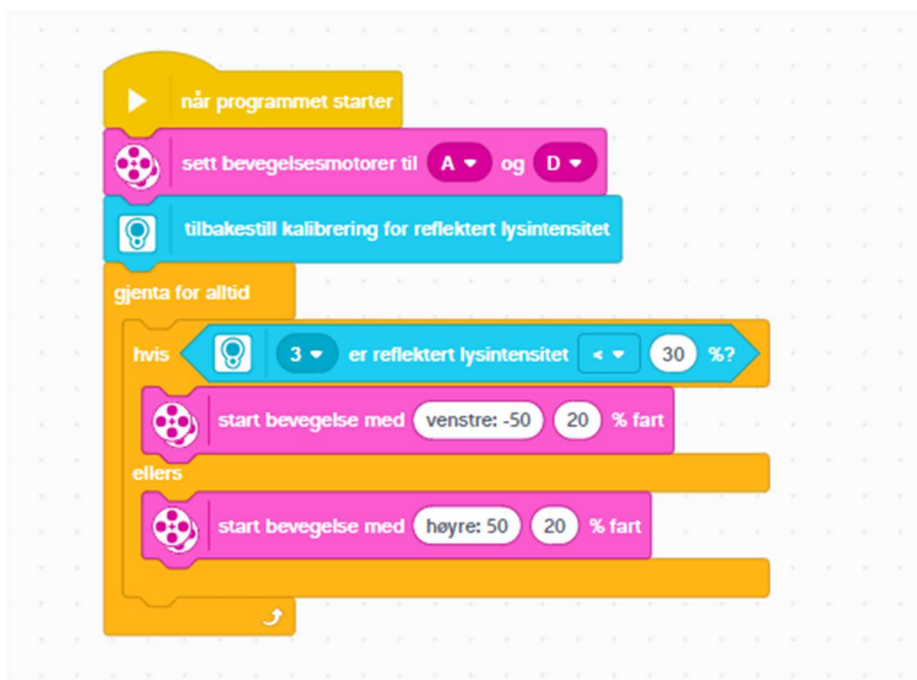 når programmet starter
sett bevegelsesmotorer til A og D
tilbakestill kalibrering for reflektert lysintensitet
gjenta for alltid
hvis 3 er reflektert lysintensitet < 30 %?
start bevegelse med venstre: -50 20 % fart
ellers
start bevegelse med høyre: 50 20 % fart